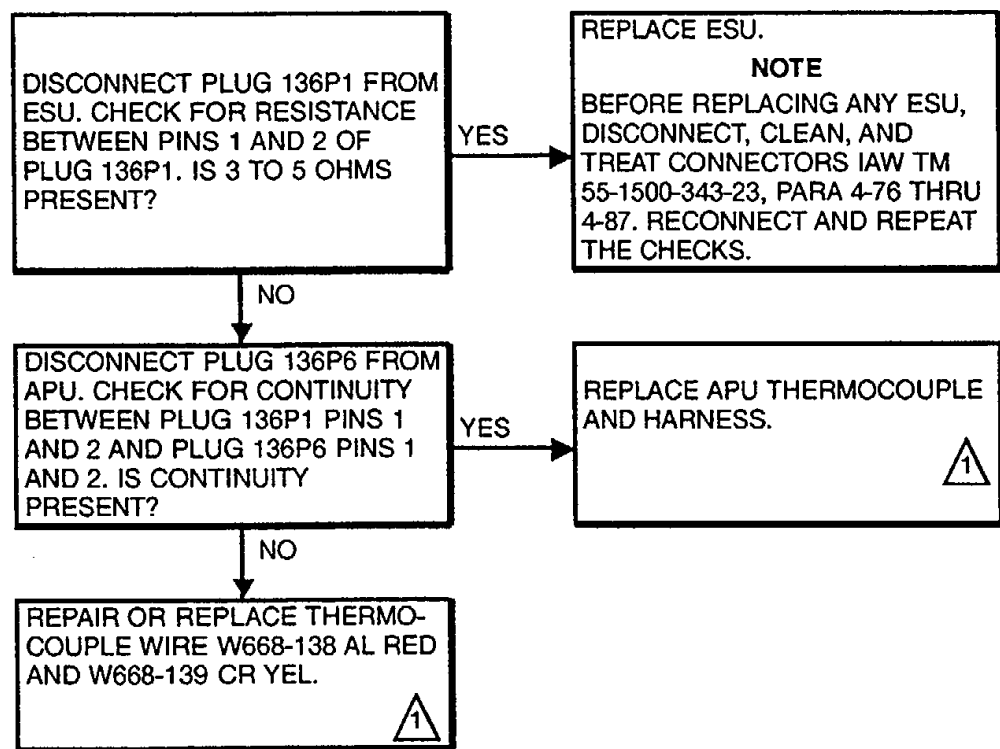 DISCONNECT PLUG 136P1 FROM
ESU. CHECK FOR RESISTANCE
BETWEEN PINS 1 AND 2 OF
PLUG 136P1. IS 3 TO 5 OHMS
PRESENT?
YES
REPLACE ESU.
NOTE
BEFORE REPLACING ANY ESU,
DISCONNECT, CLEAN, AND
TREAT CONNECTORS IAW TM
55-1500-343-23, PARA 4-76 THRU
4-87. RECONNECT AND REPEAT
THE CHECKS.
NO
DISCONNECT PLUG 136P6 FROM
APU. CHECK FOR CONTINUITY
BETWEEN PLUG 136P1 PINS 1
AND 2 AND PLUG 136P6 PINS 1
AND 2. IS CONTINUITY
PRESENT?
YES
REPLACE APU THERMOCOUPLE
AND HARNESS.
1
NO
REPAIR OR REPLACE THERMO-
COUPLE WIRE W668-138 AL RED
AND W668-139 CR YEL.
1